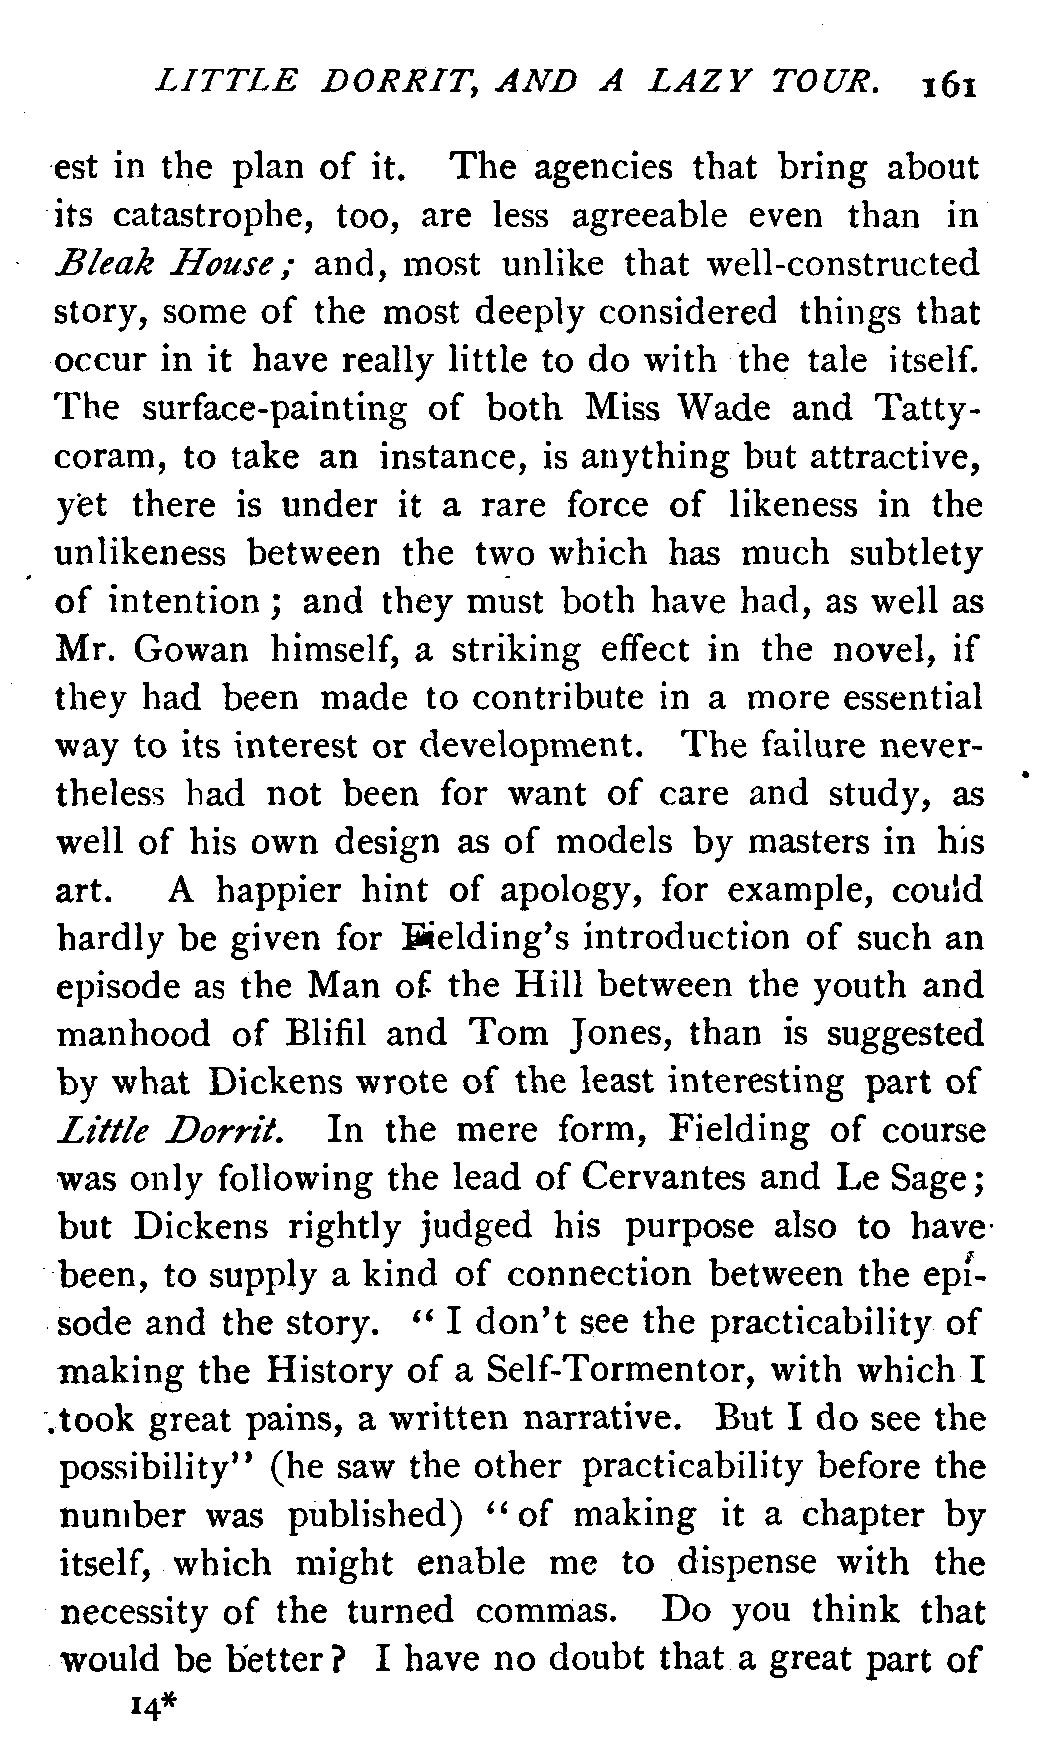 LITTLE DORRIT, AND A LAZY TOUR. 161
est in the plan of it. The agencies that bring about
its catastrophe, too, are less agreeable even than in
Bleak House; and, most unlike that well-constructed
story, some of the most deeply considered things that
occur in it have really little to do with the tale itself.
The surface-painting of both Miss Wade and Tatty-
coram, to take an instance, is anything but attractive,
yet there is under it a rare force of likeness in the
unlikeness between the two which has much subtlety
of intention; and they must both have had, as well as
Mr. Gowan himself, a striking effect in the novel, if
they had been made to contribute in a more essential
way to its interest or development. The failure never-
theless had not been for want of care and study, as
well of his own design as of models by masters in his
art. A happier hint of apology, for example, could
hardly be given for Fielding's introduction of such an
episode as the Man of the Hill between the youth and
manhood of Blifil and Tom Jones, than is suggested
by what Dickens wrote of the least interesting part of
Little Dorrit. In the mere form, Fielding of course
was only following the lead of Cervantes and Le Sage;
but Dickens rightly judged his purpose also to have
been, to supply a kind of connection between the epi-
sode and the story. "I don't see the practicability of
making the History of a Self-Tormentor, with which I
took great pains, a written narrative. But I do see the
possibility" (he saw the other practicability before the
number was published) "of making it a chapter by
itself, which might enable me to dispense with the
necessity of the turned commas. Do you think that
would be better? I have no doubt that a great part of
14*